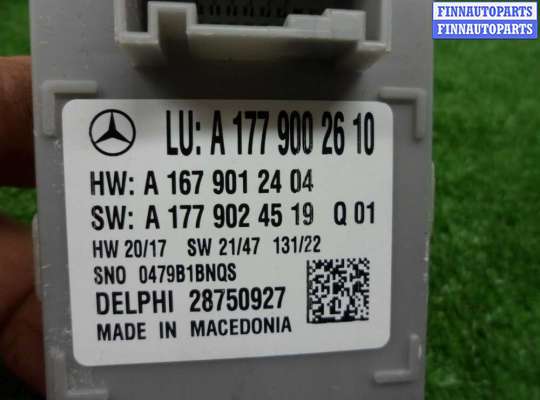 FINNAUTOPARTS
FINNAUTOPARTS
LU: A 177 900 26 10
HW: A 167 901 24 04
SW: A 177 902 45 19 Q 01
HW 20/17 SW 21/47 131/22
SNO 0479B1BNQS
DELPHI 28750927
MADE IN MACEDONIA